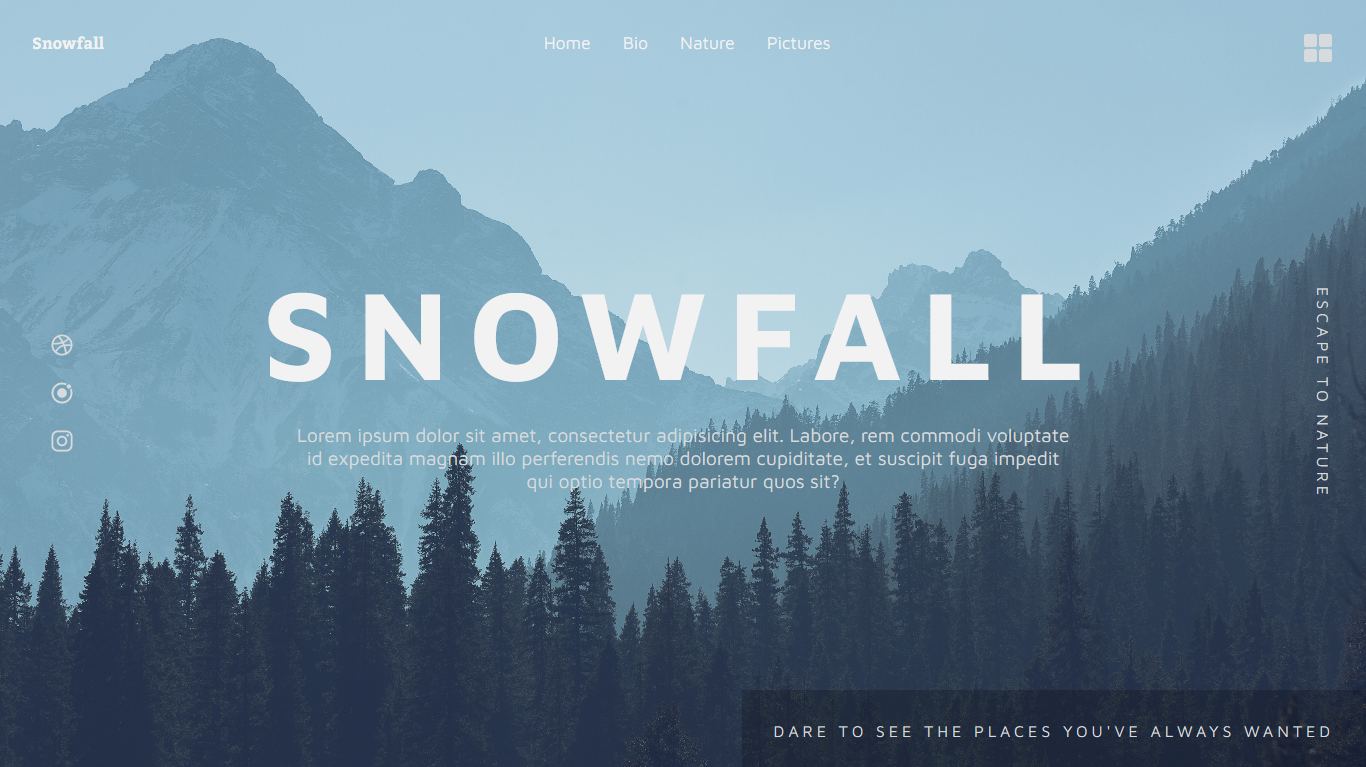 Snowfall
Home Bio Nature Pictures
SNOWFALL
Lorem ipsum dolor sit amet, consectetur adipisicing elit. Labore, rem commodi voluptate
id expedita magnam illo perferendis nemo dolorem cupiditate, et suscipit fuga impedit
qui optio tempora pariatur quos sit?
ESCAPE TO NATURE
DARE TO SEE THE PLACES YOU'VE ALWAYS WANTED